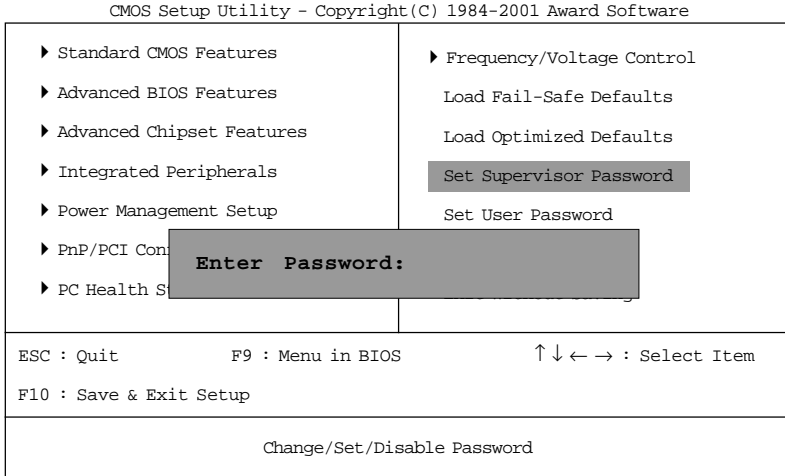 CMOS Setup Utility - Copyright(C) 1984-2001 Award Software
▶ Standard CMOS Features
▶ Advanced BIOS Features
▶ Advanced Chipset Features
▶ Integrated Peripherals
▶ Power Management Setup
▶ PnP/PCI
▶ PC Health
▶ Frequency/Voltage Control
Load Fail-Safe Defaults
Load Optimized Defaults
Set Supervisor Password
Set User Password
Enter Password:
ESC : Quit F9 : Menu in BIOS ↑↓←→ : Select Item
F10 : Save & Exit Setup
Change/Set/Disable Password